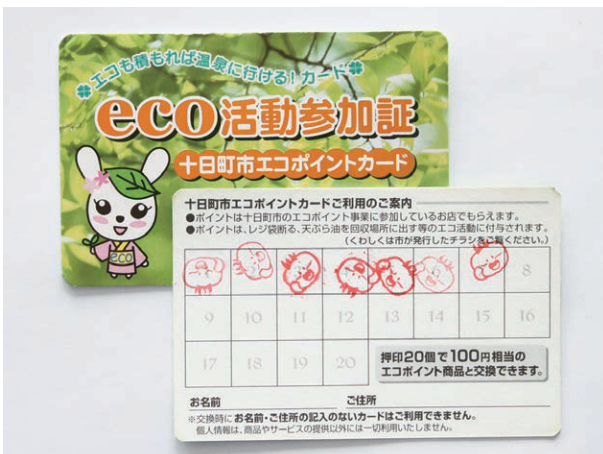 エコも積もれば温泉に行ける!カード
eco活動参加証
十日町市エコポイントカード
eco
十日町市エコポイントカードご利用のご案内
●ポイントは十日町市のエコポイント事業に参加しているお店でもらえます。
●ポイントは、レジ袋断る、天ぷら油を回収場所に出す等のエコ活動に付与されます。
(くわしくは市が発行したチラシをご覧ください。)
8
9 10 11 12 13 14 15 16
17 18 19 20
押印20個で100円相当の
エコポイント商品と交換できます。
お名前 ご住所
※交換時にお名前・ご住所の記入のないカードはご利用できません。
個人情報は、商品やサービスの提供以外には一切利用いたしません。